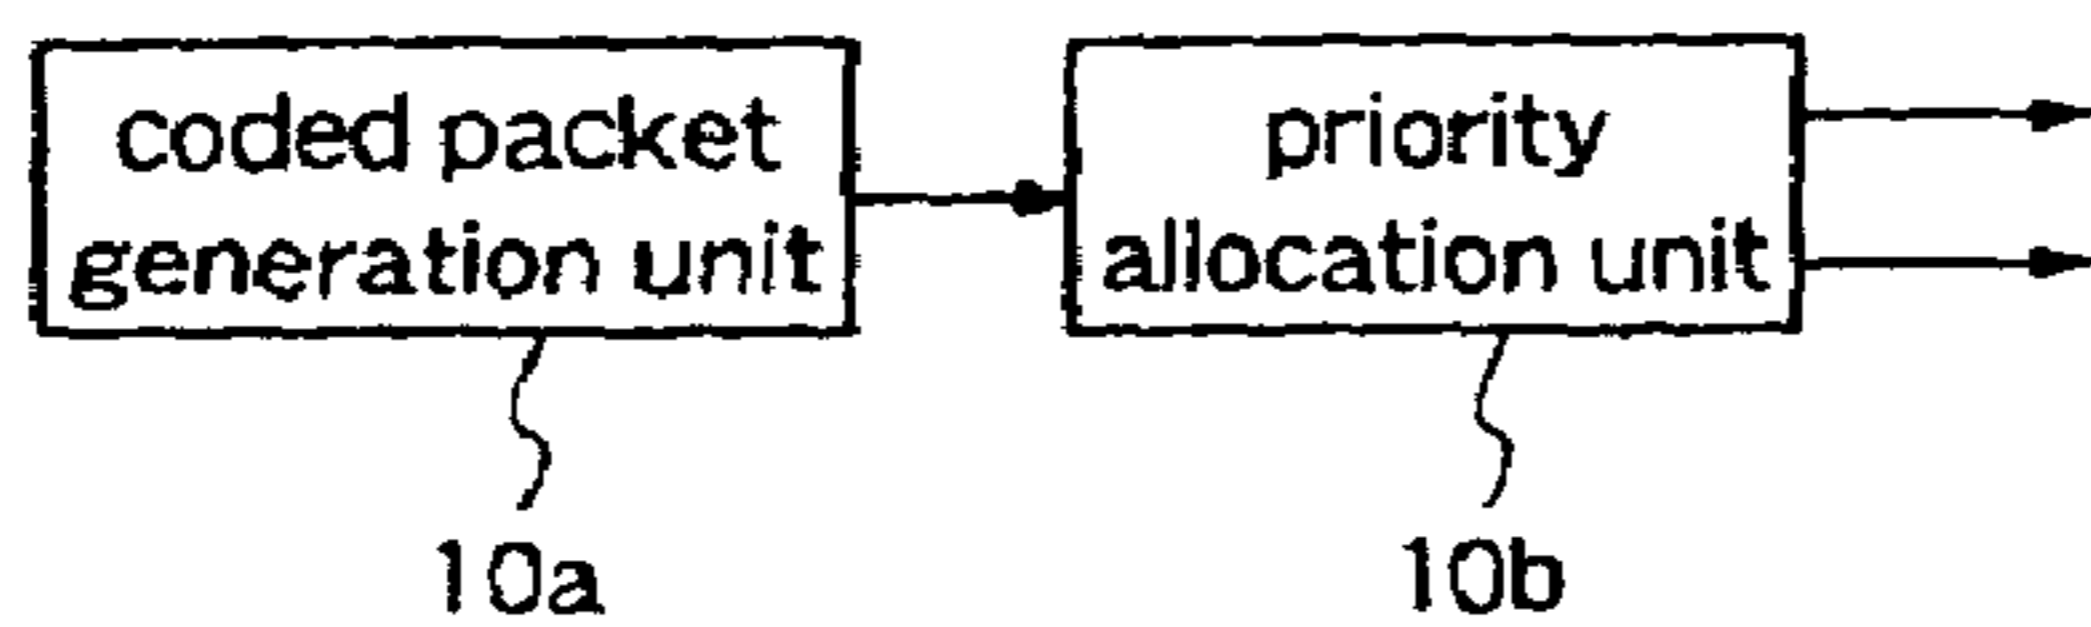 coded packet
generation unit
priority
allocation unit
10a
10b